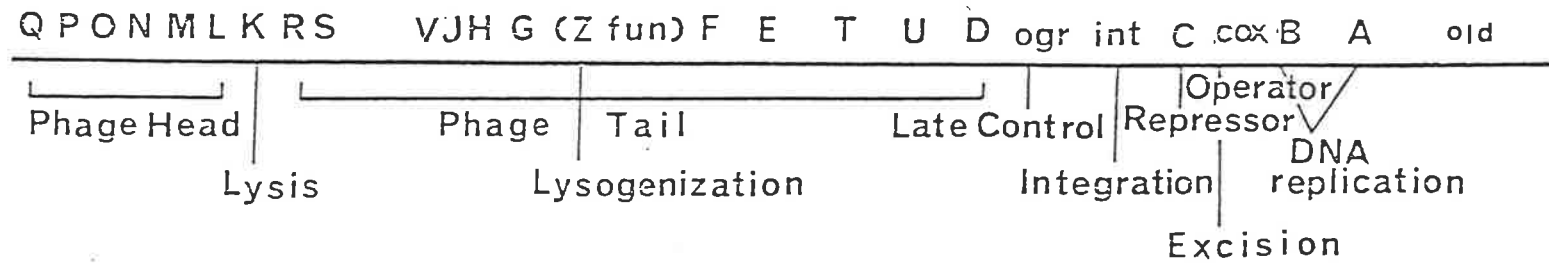 Q P O N M L K R S V J H G (Z fun) F E T U D ogr int C cox B A old
Operator
Phage Head Phage Tail Late Control Repressor
DNA
Lysis Lysogenization Integration replication
Excision